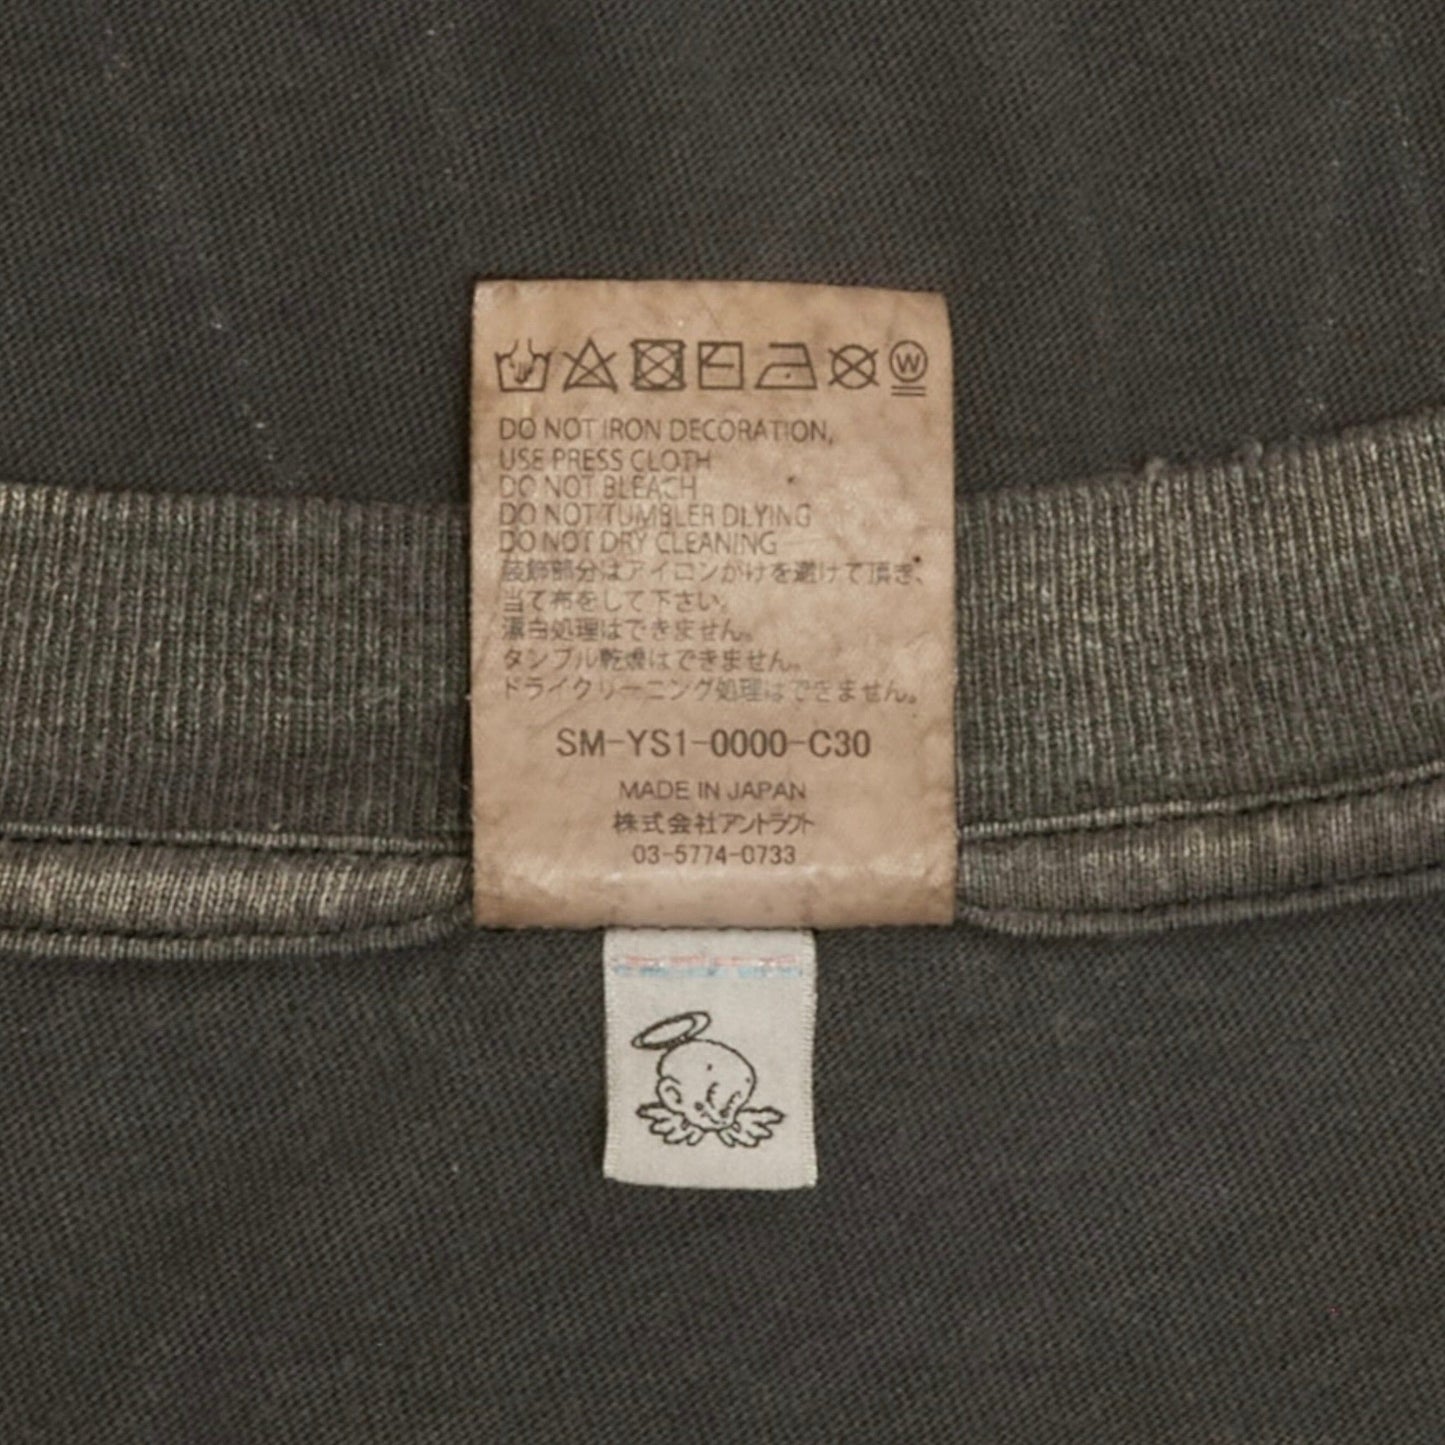 W
DO NOT IRON DECORATION,
USE PRESS CLOTH
DO NOT BLEACH
DO NOT TUMBLER DLYING
DO NOT DRY CLEANING
装飾部分はアイロンがけを避けて頂き、
当て布をして下さい。
漂白処理はできません。
タンブル乾燥はできません。
ドライクリーニング処理はできません。
SM-YS1-0000-C30
MADE IN JAPAN
株式会社アントラクト
03-5774-0733